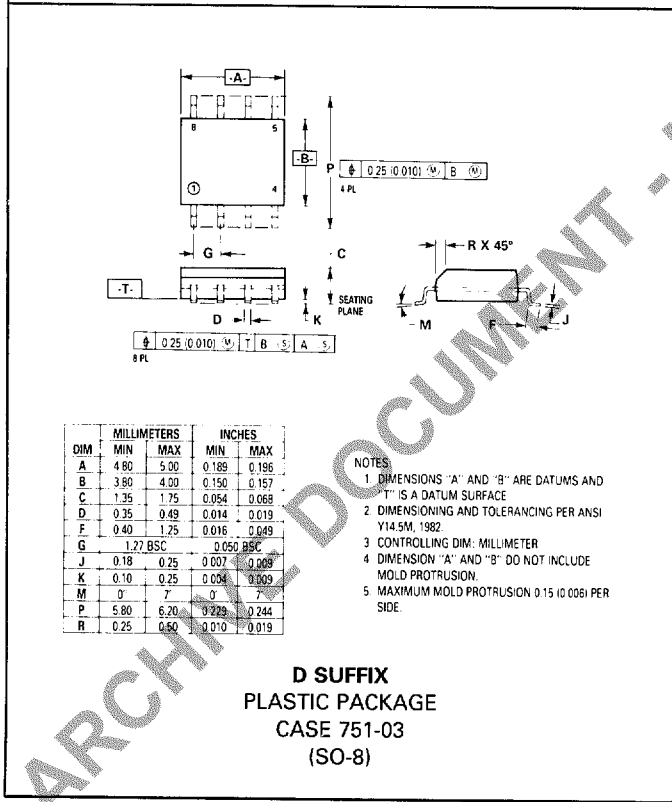 -A-
8 5
-B-
P
⌖ 0.25 (0.010) Ⓜ B Ⓜ
4 PL
① 4
G
C
R X 45°
-T-
SEATING
PLANE
D
K
M
F
J
⌖ 0.25 (0.010) Ⓜ T B Ⓢ A Ⓢ
8 PL
MILLIMETERS INCHES
DIM MIN MAX MIN MAX
A 4.80 5.00 0.189 0.196
B 3.80 4.00 0.150 0.157
C 1.35 1.75 0.054 0.068
D 0.35 0.49 0.014 0.019
F 0.40 1.25 0.016 0.049
G 1.27 BSC 0.050 BSC
J 0.18 0.25 0.007 0.009
K 0.10 0.25 0.004 0.009
M 0° 7° 0° 7°
P 5.80 6.20 0.229 0.244
R 0.25 0.50 0.010 0.019
NOTES
1. DIMENSIONS "A" AND "B" ARE DATUMS AND
"T" IS A DATUM SURFACE
2. DIMENSIONING AND TOLERANCING PER ANSI
Y14.5M, 1982.
3 CONTROLLING DIM: MILLIMETER
4 DIMENSION "A" AND "B" DO NOT INCLUDE
MOLD PROTRUSION.
5. MAXIMUM MOLD PROTRUSION 0.15 (0.006) PER
SIDE.
D SUFFIX
PLASTIC PACKAGE
CASE 751-03
(SO-8)
ARCHIVE DOCUMENT -